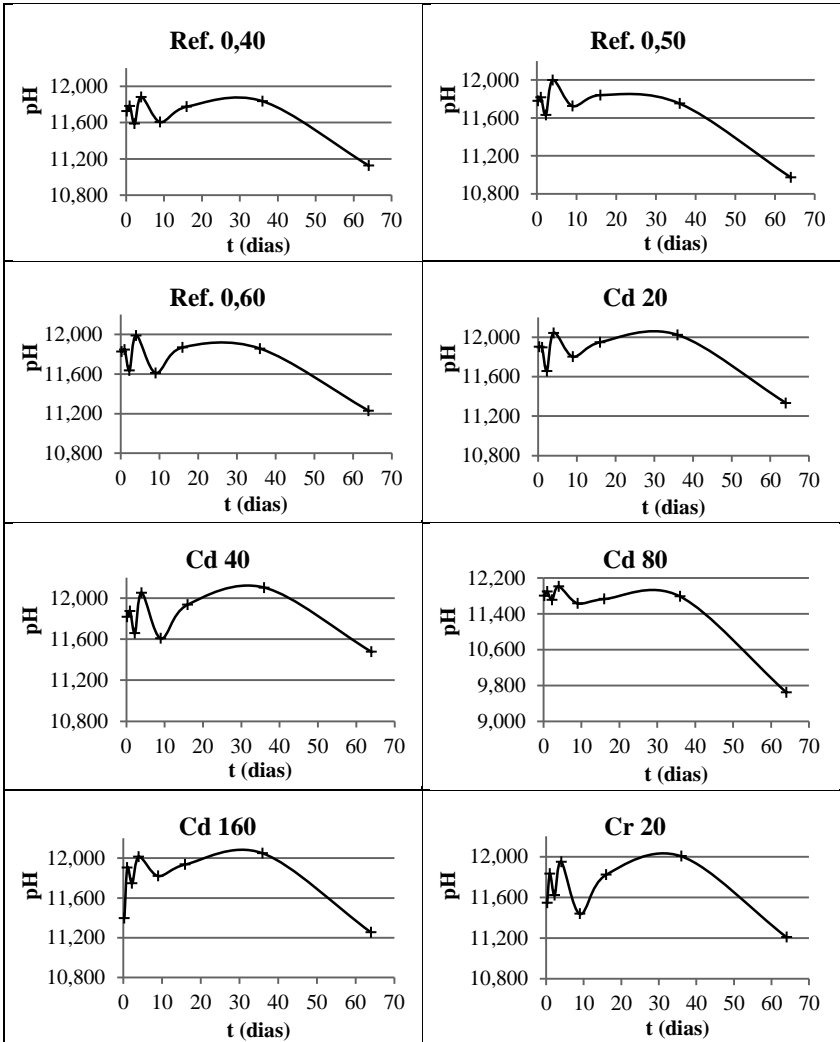 Ref. 0,40
pH
12,000
11,600
11,200
10,800
0 10 20 30 40 50 60 70
t (dias)
Ref. 0,50
pH
12,000
11,600
11,200
10,800
0 10 20 30 40 50 60 70
t (dias)
Ref. 0,60
pH
12,000
11,600
11,200
10,800
0 10 20 30 40 50 60 70
t (dias)
Cd 20
pH
12,000
11,600
11,200
10,800
0 10 20 30 40 50 60 70
t (dias)
Cd 40
pH
12,000
11,600
11,200
10,800
0 10 20 30 40 50 60 70
t (dias)
Cd 80
pH
12,200
11,400
10,600
9,800
9,000
0 10 20 30 40 50 60 70
t (dias)
Cd 160
pH
12,000
11,600
11,200
10,800
0 10 20 30 40 50 60 70
t (dias)
Cr 20
pH
12,000
11,600
11,200
10,800
0 10 20 30 40 50 60 70
t (dias)